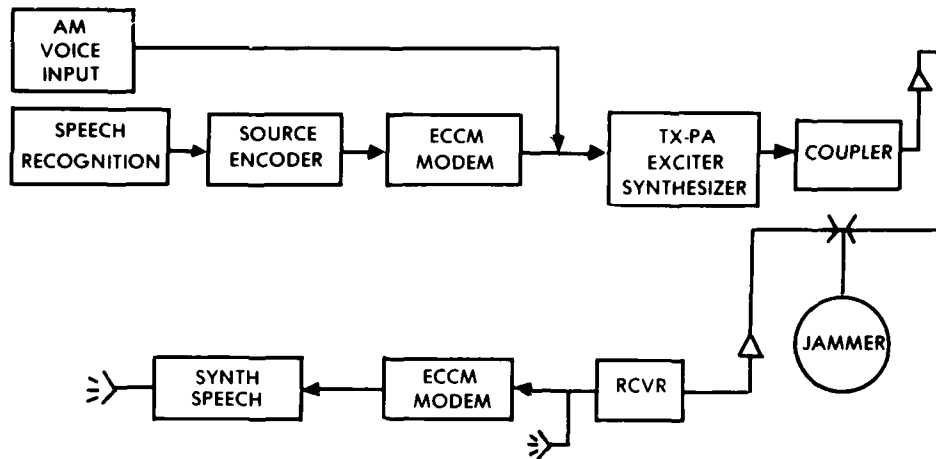 AM
VOICE
INPUT
SPEECH
RECOGNITION
SOURCE
ENCODER
ECCM
MODEM
TX-PA
EXCITER
SYNTHESIZER
COUPLER
JAMMER
SYNTH
SPEECH
ECCM
MODEM
RCVR